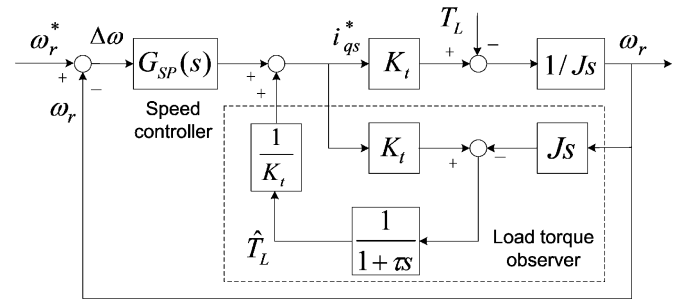 ω_r^*
Δω
+
−
ω_r
G_SP(s)
Speed
controller
+
+
i_qs^*
K_t
T_L
+
−
1/Js
ω_r
1
K_t
K_t
+
−
Js
T̂_L
1
1+τs
Load torque
observer